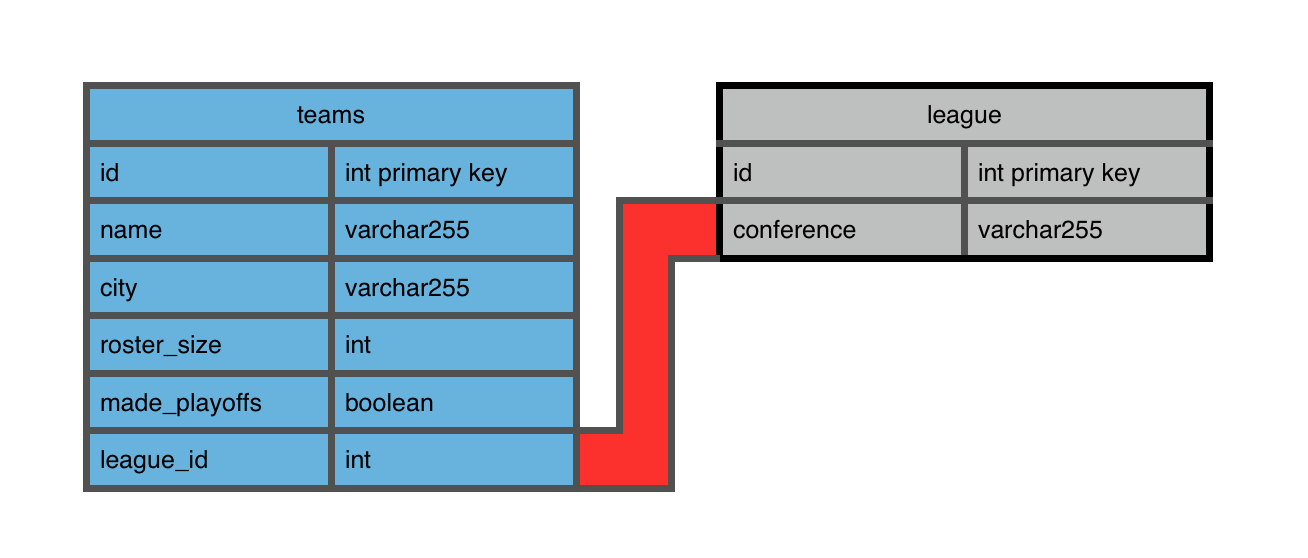 teams
id int primary key
name varchar255
city varchar255
roster_size int
made_playoffs boolean
league_id int
league
id int primary key
conference varchar255